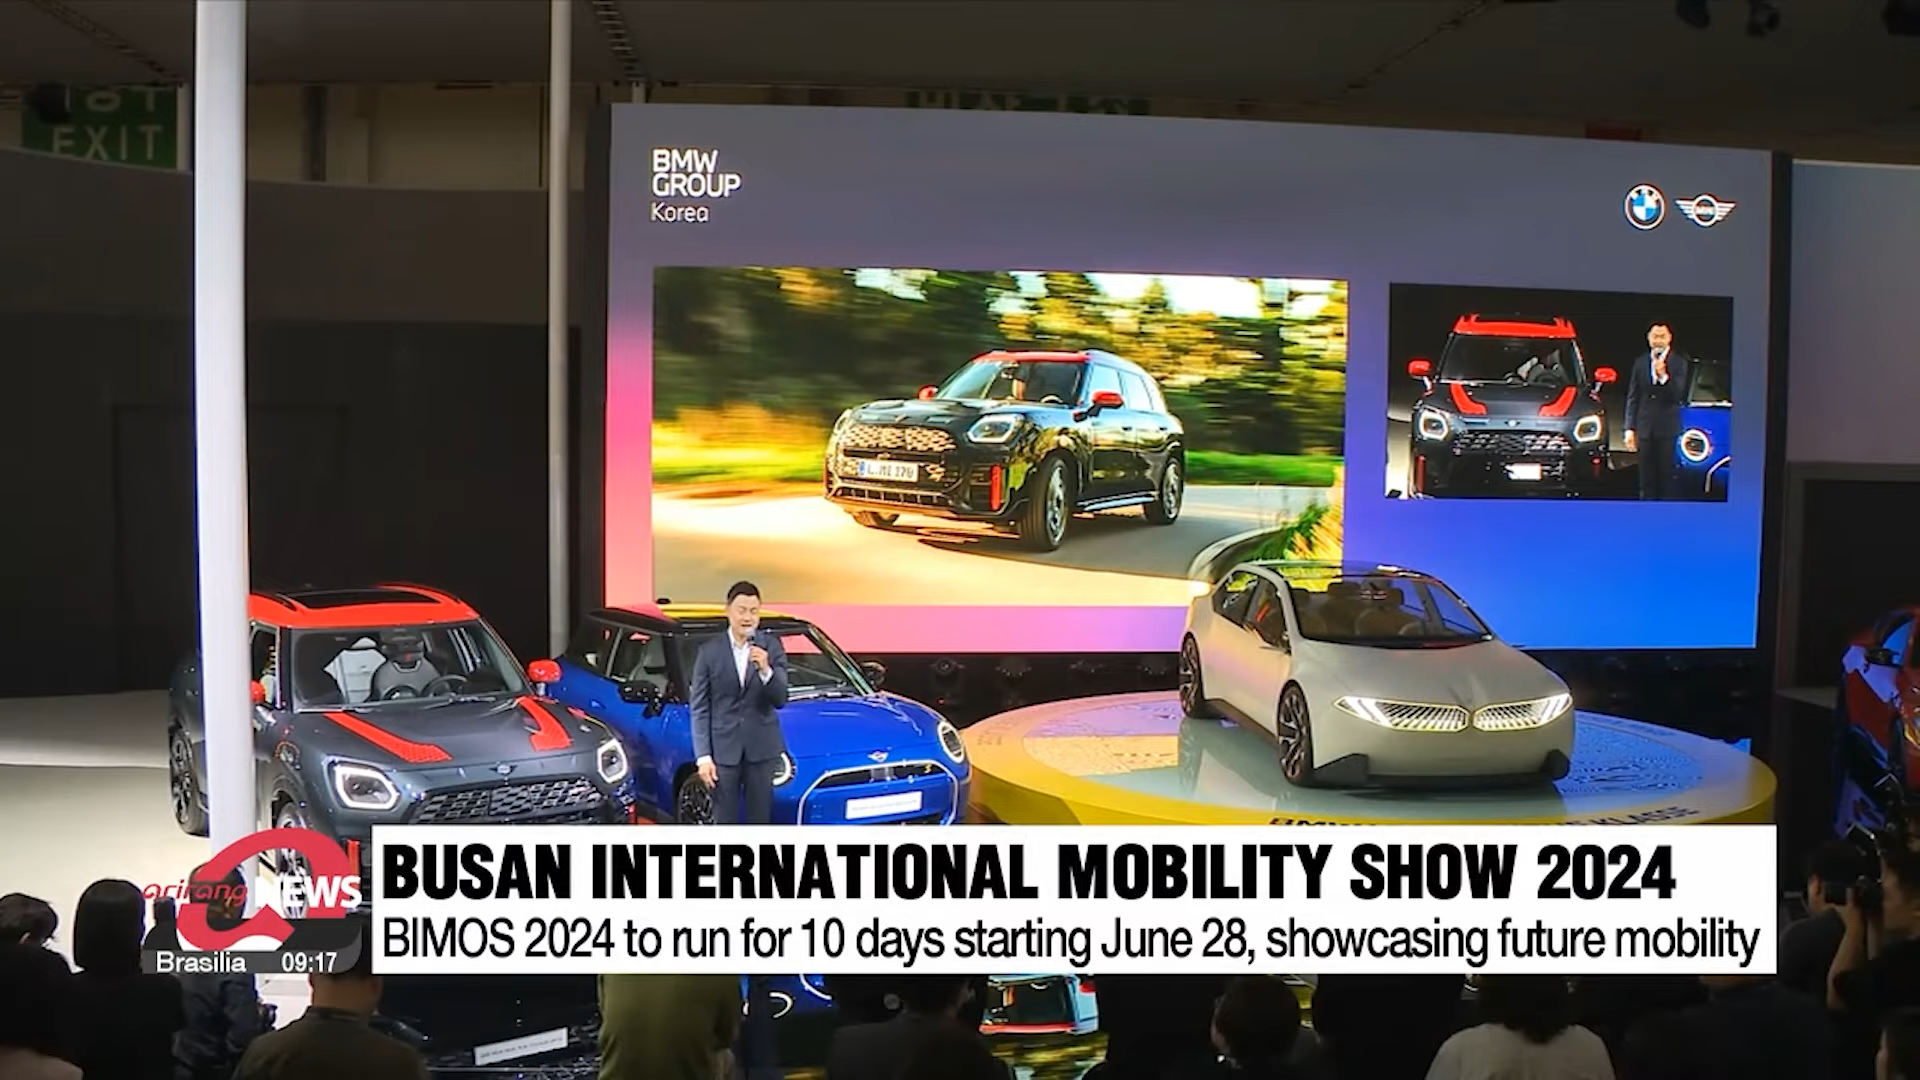 EXIT
BMW
GROUP
Korea
BUSAN INTERNATIONAL MOBILITY SHOW 2024
BIMOS 2024 to run for 10 days starting June 28, showcasing future mobility
arirang NEWS
Brasilia 09:17